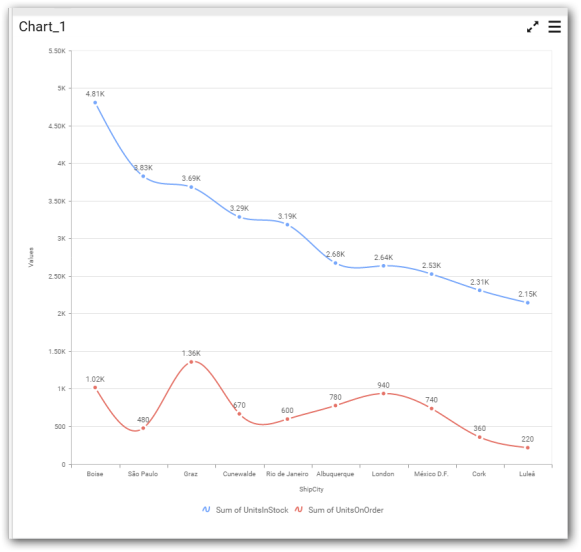 Chart_1
5.50K
5K
4.50K
4K
3.50K
3K
2.50K
2K
1.50K
1K
500
0
Values
4.81K
3.83K
3.69K
3.29K
3.19K
2.68K
2.64K
2.53K
2.31K
2.15K
1.02K
480
1.36K
670
600
780
940
740
360
220
Boise São Paulo Graz Cunewalde Rio de Janeiro Albuquerque London México D.F. Cork Luleå
ShipCity
Sum of UnitsInStock Sum of UnitsOnOrder